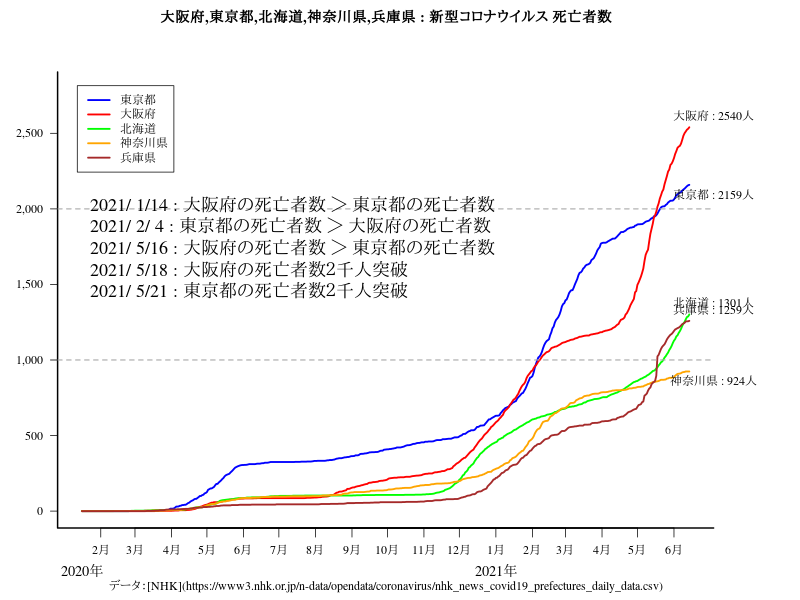 大阪府,東京都,北海道,神奈川県,兵庫県 : 新型コロナウイルス 死亡者数
東京都
大阪府
北海道
神奈川県
兵庫県
大阪府 : 2540人
東京都 : 2159人
北海道 : 1301人
兵庫県 : 1259人
神奈川県 : 924人
2021/ 1/14 : 大阪府の死亡者数 ＞ 東京都の死亡者数
2021/ 2/ 4 : 東京都の死亡者数 ＞ 大阪府の死亡者数
2021/ 5/16 : 大阪府の死亡者数 ＞ 東京都の死亡者数
2021/ 5/18 : 大阪府の死亡者数2千人突破
2021/ 5/21 : 東京都の死亡者数2千人突破
2,500
2,000
1,500
1,000
500
0
2月 3月 4月 5月 6月 7月 8月 9月 10月 11月 12月 1月 2月 3月 4月 5月 6月
2020年 2021年
データ：[NHK](https://www3.nhk.or.jp/n-data/opendata/coronavirus/nhk_news_covid19_prefectures_daily_data.csv)